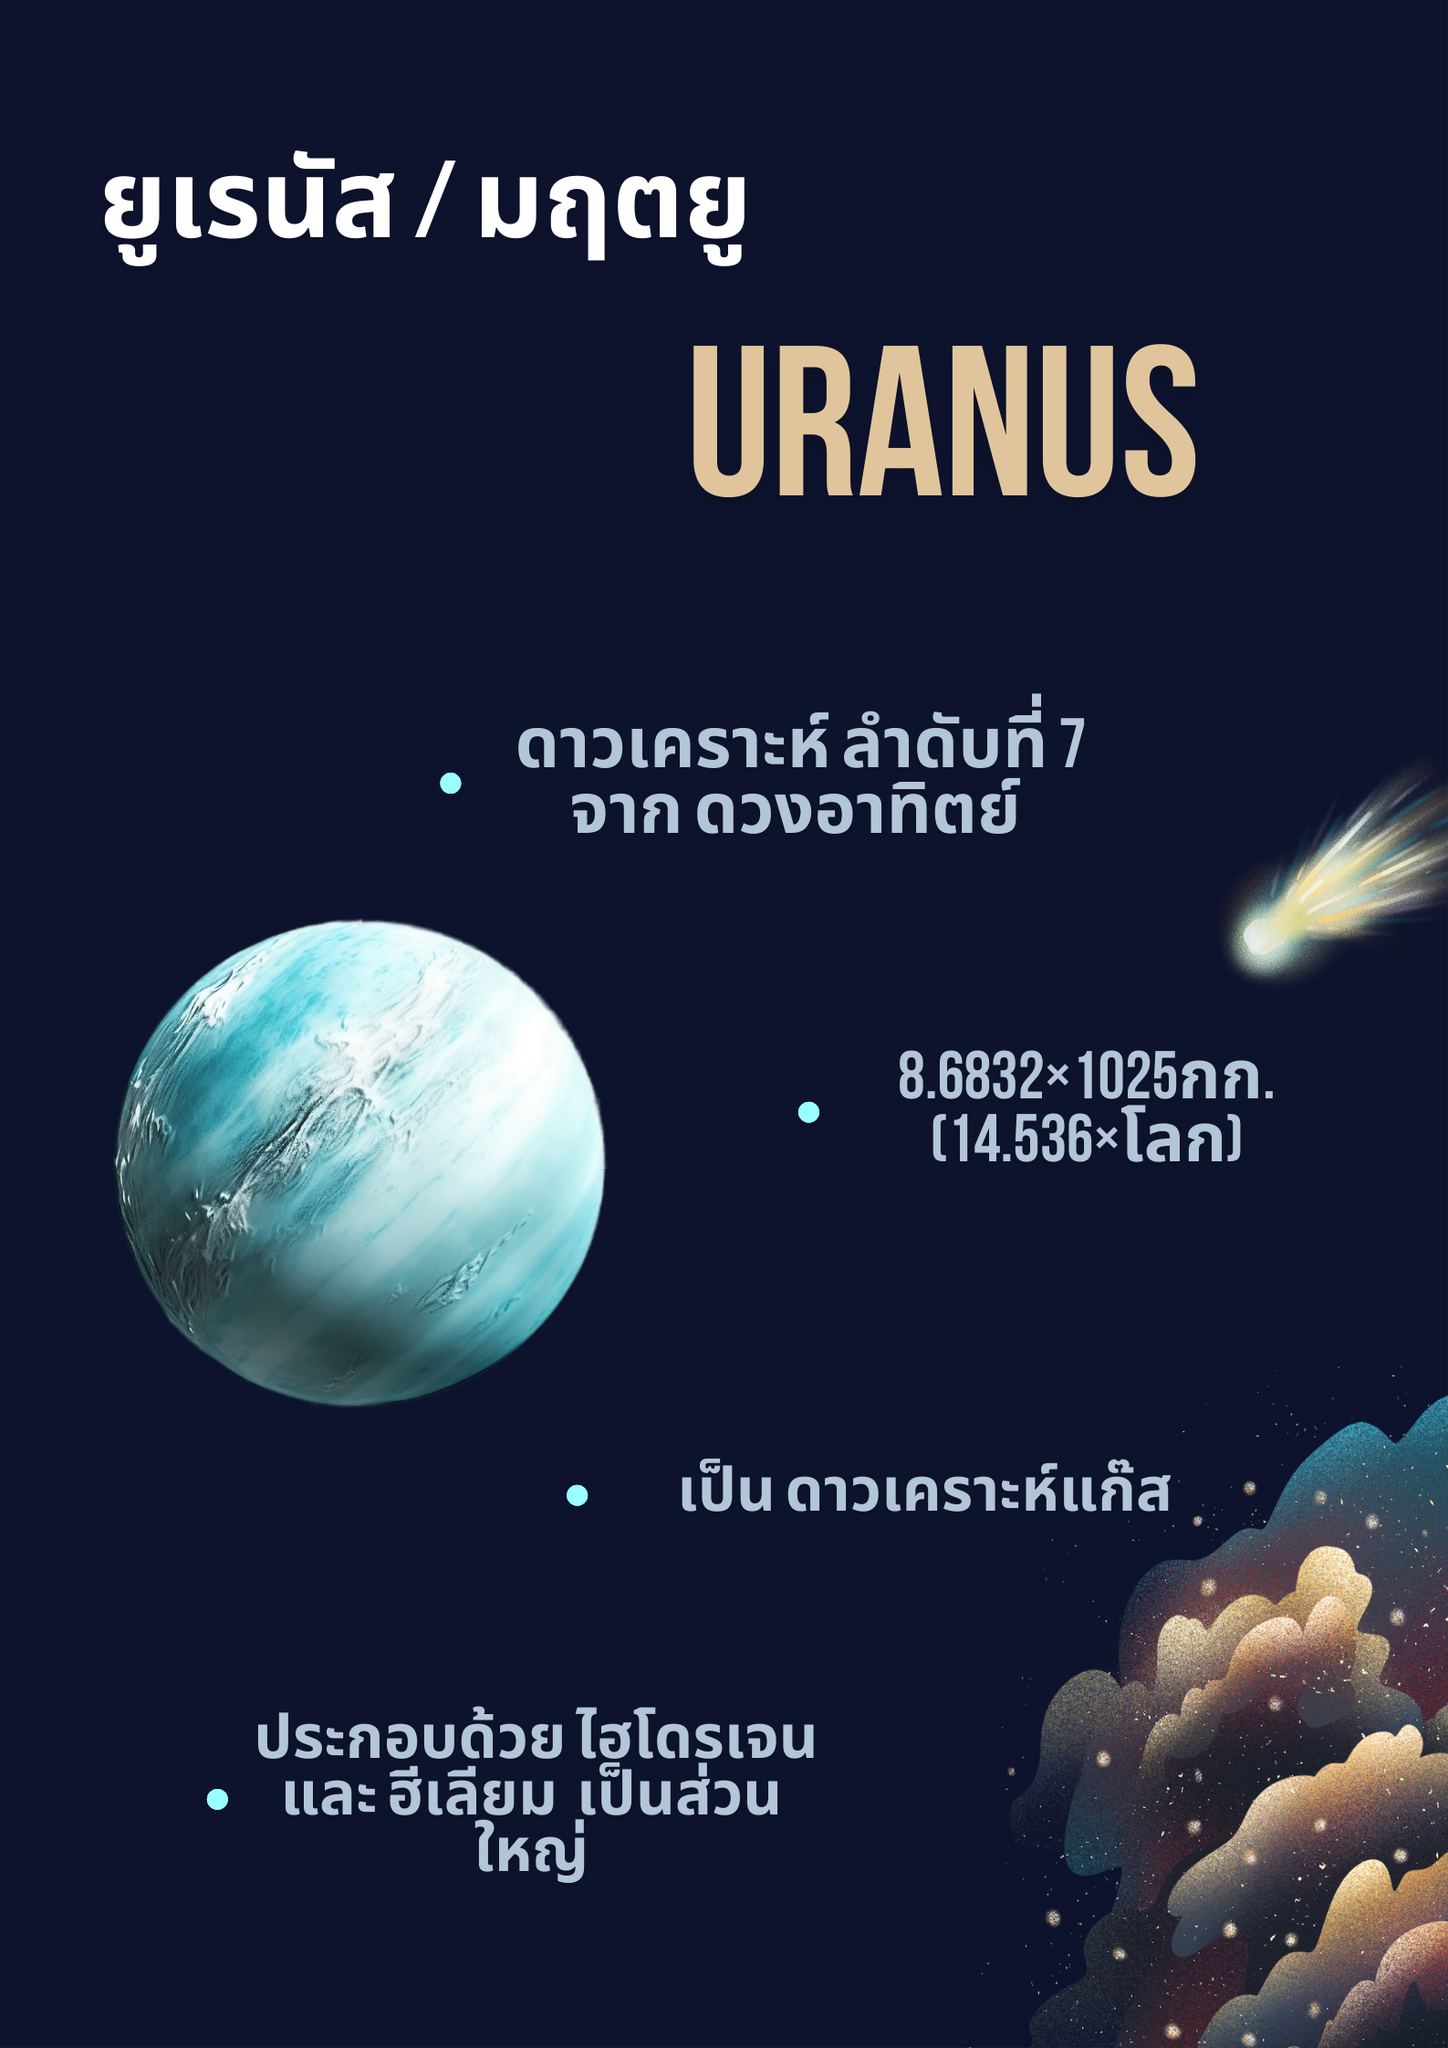 ยูเรนัส / มฤตยู
URANUS
ดาวเคราะห์ ลำดับที่ 7
จาก ดวงอาทิตย์
8.6832×1025กก.
(14.536×โลก)
เป็น ดาวเคราะห์แก๊ส
ประกอบด้วย ไฮโดรเจน
และ ฮีเลียม เป็นส่วน
ใหญ่